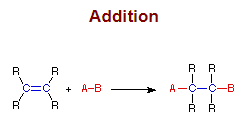 Addition
R R R R
C=C + A-B A-C-C-B
R R R R